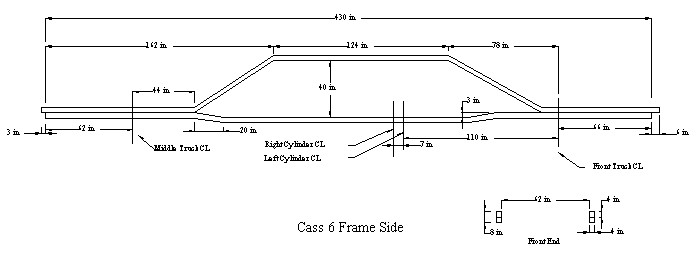 430 in
162 in
124 in
78 in
44 in
40 in
3 in
3 in
62 in
20 in
Right Cylinder CL
Left Cylinder CL
7 in
110 in
66 in
6 in
Middle Truck CL
Front Truck CL
62 in
4 in
8 in
4 in
Front End
Cass 6 Frame Side